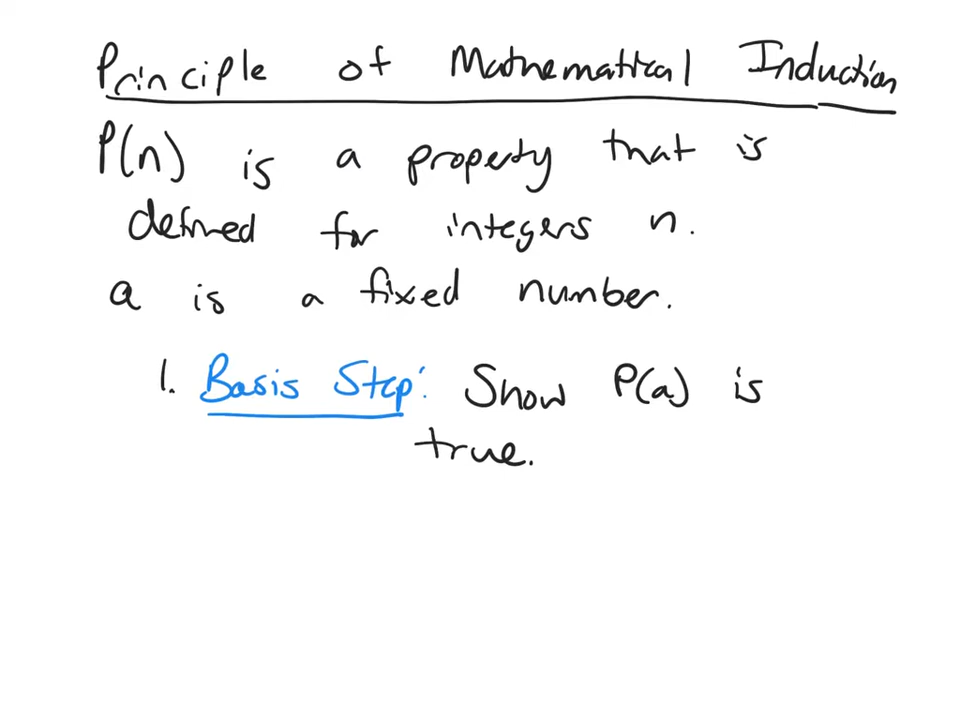 Principle of Mathematical Induction
P(n) is a property that is
defined for integers n.
a is a fixed number.
1. Basis Step: Show P(a) is
true.